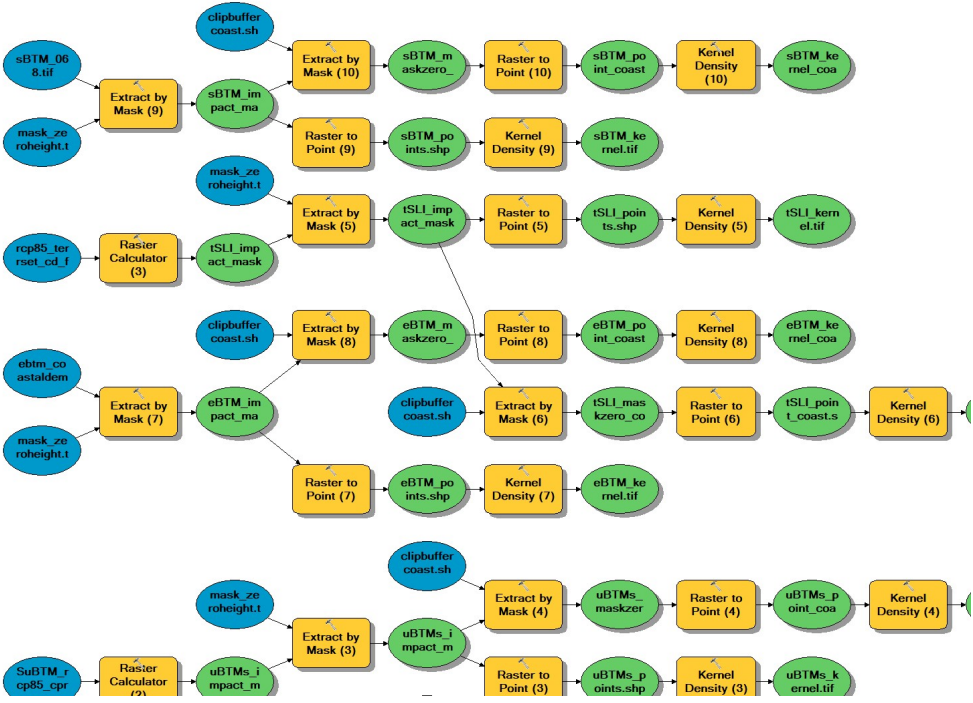 clipbuffer
coast.sh
sBTM_06
8.tif
Extract by
Mask (9)
mask_ze
roheight.t
sBTM_im
pact_ma
Extract by
Mask (10)
sBTM_m
askzero_
Raster to
Point (10)
sBTM_po
int_coast
Kernel
Density
(10)
sBTM_ke
rnel_coa
Raster to
Point (9)
sBTM_po
ints.shp
Kernel
Density (9)
sBTM_ke
rnel.tif
mask_ze
roheight.t
Extract by
Mask (5)
tSLI_imp
act_mask
Raster to
Point (5)
tSLI_poin
ts.shp
Kernel
Density (5)
tSLI_kern
el.tif
rcp85_ter
rset_cd_f
Raster
Calculator
(3)
tSLI_imp
act_mask
clipbuffer
coast.sh
Extract by
Mask (8)
eBTM_m
askzero_
Raster to
Point (8)
eBTM_po
int_coast
Kernel
Density (8)
eBTM_ke
rnel_coa
ebtm_co
astaldem
Extract by
Mask (7)
mask_ze
roheight.t
eBTM_im
pact_ma
clipbuffer
coast.sh
Extract by
Mask (6)
tSLI_mas
kzero_co
Raster to
Point (6)
tSLI_poin
t_coast.s
Kernel
Density (6)
Raster to
Point (7)
eBTM_po
ints.shp
Kernel
Density (7)
eBTM_ke
rnel.tif
clipbuffer
coast.sh
mask_ze
roheight.t
Extract by
Mask (3)
uBTMs_i
mpact_m
Extract by
Mask (4)
uBTMs_
maskzer
Raster to
Point (4)
uBTMs_p
oint_coa
Kernel
Density (4)
SuBTM_r
cp85_cpr
Raster
Calculator
(2)
uBTMs_i
mpact_m
Raster to
Point (3)
uBTMs_p
oints.shp
Kernel
Density (3)
uBTMs_k
ernel.tif